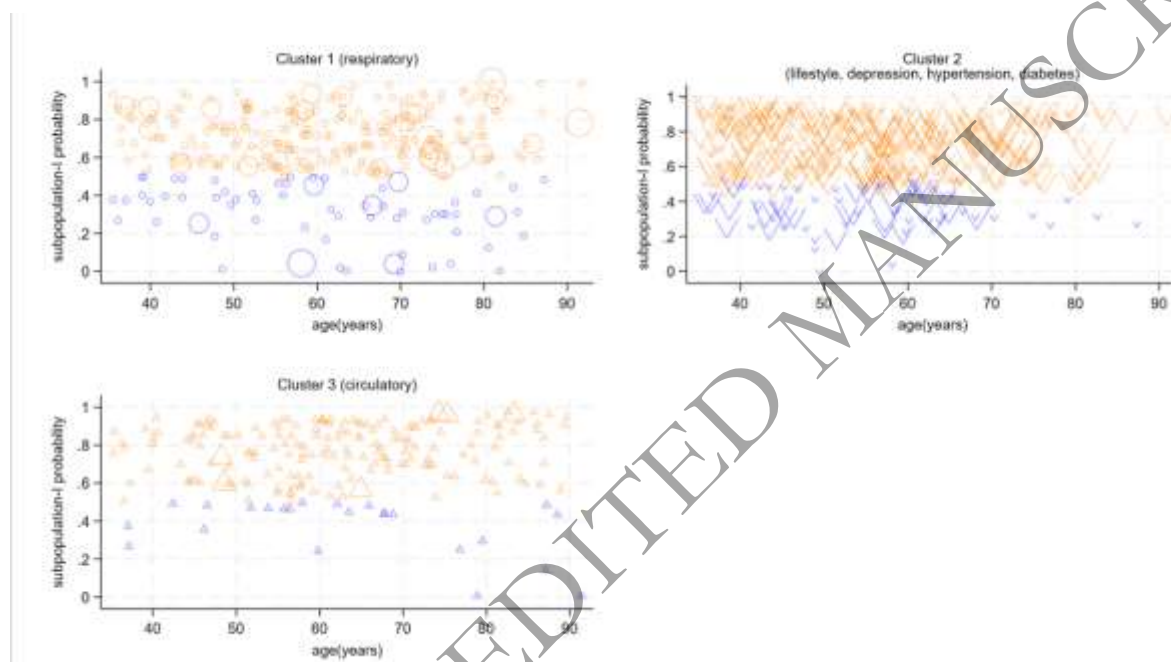 Cluster 1 (respiratory)
subpopulation-I probability
1
.8
.6
.4
.2
0
40 50 60 70 80 90
age(years)
Cluster 2
(lifestyle, depression, hypertension, diabetes)
subpopulation-I probability
1
.8
.6
.4
.2
0
40 50 60 70 80 90
age(years)
Cluster 3 (circulatory)
subpopulation-I probability
1
.8
.6
.4
.2
0
40 50 60 70 80 90
age(years)
EDITED MANUSC